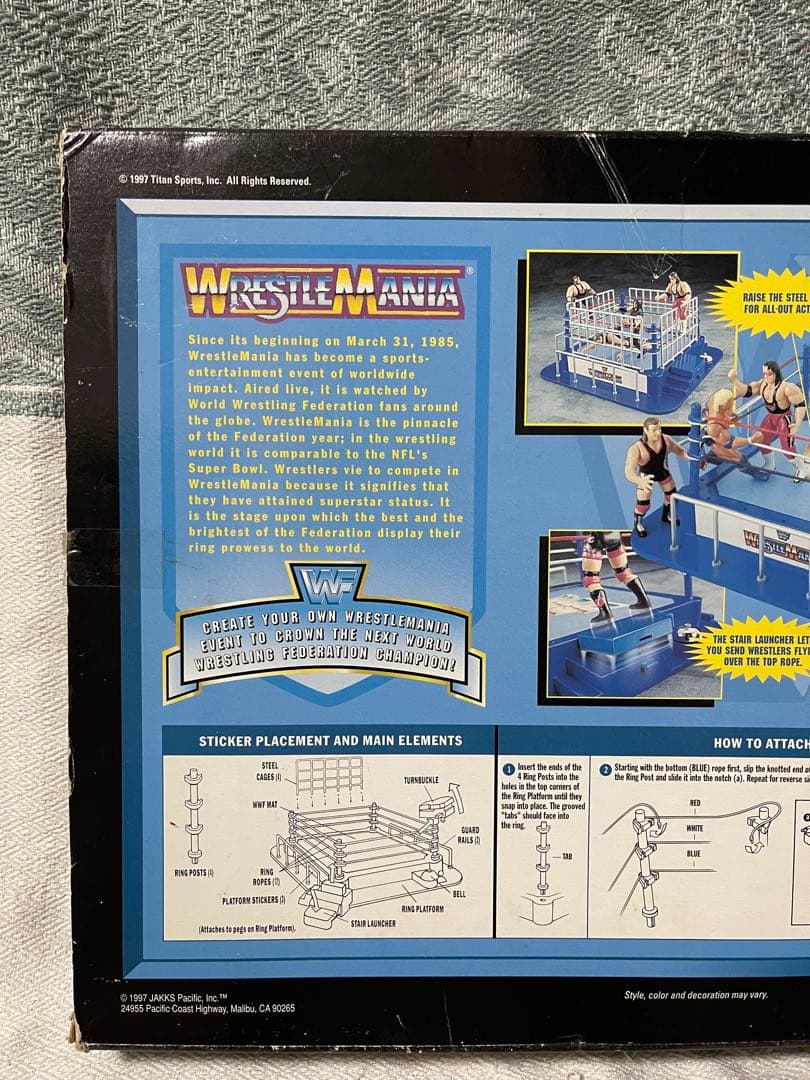 © 1997 Titan Sports, Inc. All Rights Reserved.
WRESTLEMANIA®
Since its beginning on March 31, 1985,
WrestleMania has become a sports-
entertainment event of worldwide
impact. Aired live, it is watched by
World Wrestling Federation fans around
the globe. WrestleMania is the pinnacle
of the Federation year; in the wrestling
world it is comparable to the NFL's
Super Bowl. Wrestlers vie to compete in
WrestleMania because it signifies that
they have attained superstar status. It
is the stage upon which the best and the
brightest of the Federation display their
ring prowess to the world.
WF
CREATE YOUR OWN WRESTLEMANIA
EVENT TO CROWN THE NEXT WORLD
WRESTLING FEDERATION CHAMPION!
RAISE THE STEEL
FOR ALL-OUT ACT
WRESTLEMAN
THE STAIR LAUNCHER LET
YOU SEND WRESTLERS FLYI
OVER THE TOP ROPE.
STICKER PLACEMENT AND MAIN ELEMENTS
STEEL
CAGES (4)
TURNBUCKLE
WWF MAT
GUARD
RAILS (3)
RING POSTS (4)
RING
ROPES (12)
BELL
PLATFORM STICKERS (3)
RING PLATFORM
STAIR LAUNCHER
(Attaches to pegs on Ring Platform).
HOW TO ATTACH
1 Insert the ends of the
4 Ring Posts into the
holes in the top corners of
the Ring Platform until they
snap into place. The grooved
"tabs" should face into
the ring.
TAB
2 Starting with the bottom (BLUE) rope first, slip the knotted end of
the Ring Post and slide it into the notch (a). Repeat for reverse si
RED
WHITE
BLUE
© 1997 JAKKS Pacific, Inc.™
24955 Pacific Coast Highway, Malibu, CA 90265
Style, color and decoration may vary.